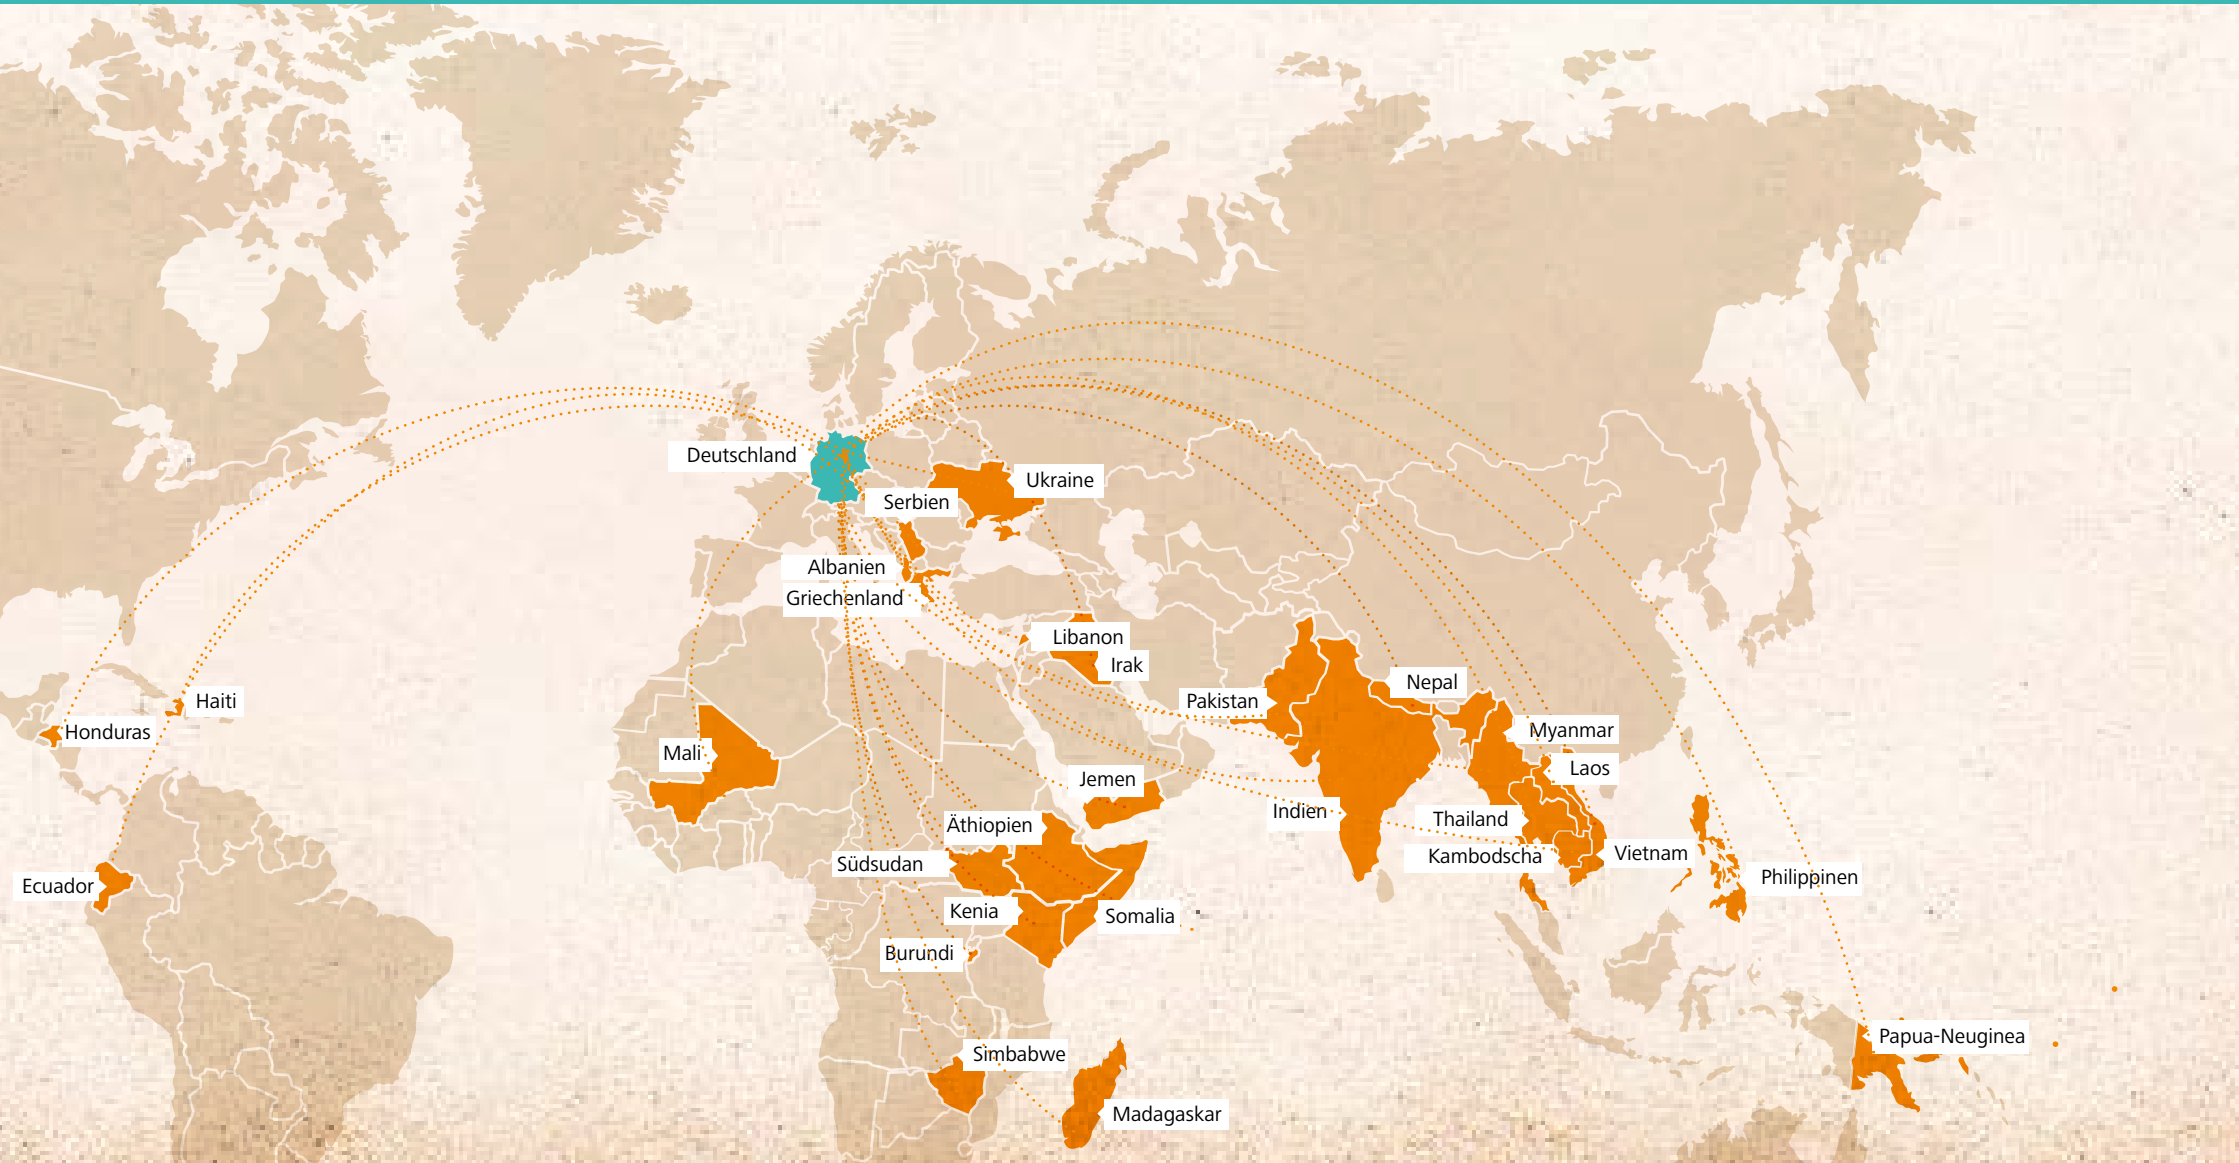 Deutschland
Ukraine
Serbien
Albanien
Griechenland
Libanon
Irak
Haiti
Honduras
Mali
Pakistan
Nepal
Myanmar
Jemen
Laos
Indien
Äthiopien
Thailand
Südsudan
Kambodscha
Vietnam
Philippinen
Ecuador
Kenia
Somalia
Burundi
Papua-Neuginea
Simbabwe
Madagaskar